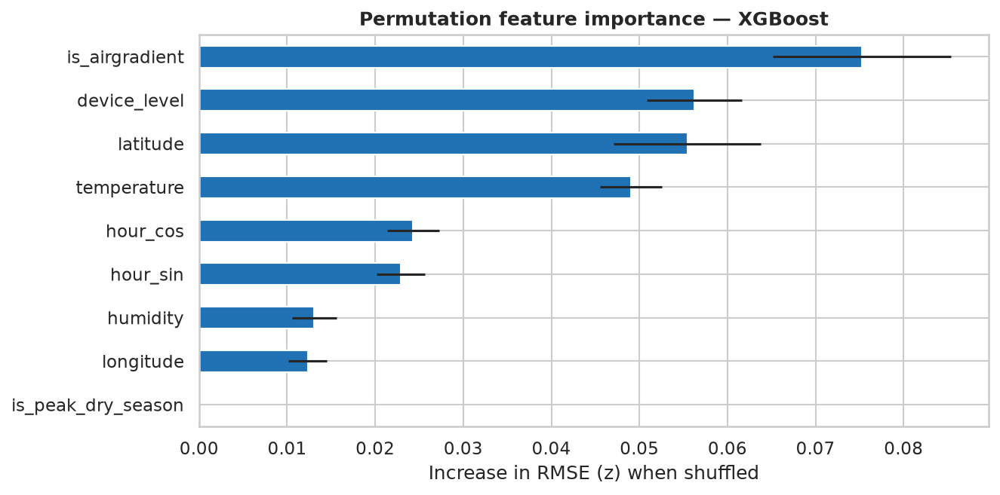 Permutation feature importance — XGBoost
is_airgradient
device_level
latitude
temperature
hour_cos
hour_sin
humidity
longitude
is_peak_dry_season
0.00 0.01 0.02 0.03 0.04 0.05 0.06 0.07 0.08
Increase in RMSE (z) when shuffled